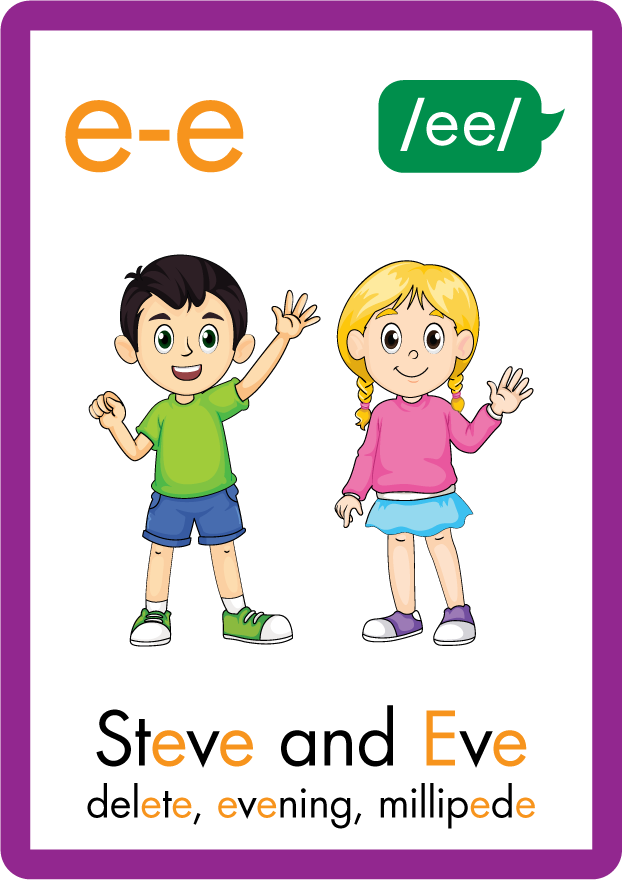 e-e
/ee/
Steve and Eve
delete, evening, millipede